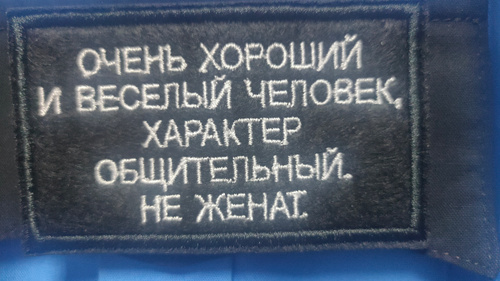 ОЧЕНЬ ХОРОШИЙ
И ВЕСЕЛЫЙ ЧЕЛОВЕК,
ХАРАКТЕР
ОБЩИТЕЛЬНЫЙ.
НЕ ЖЕНАТ.